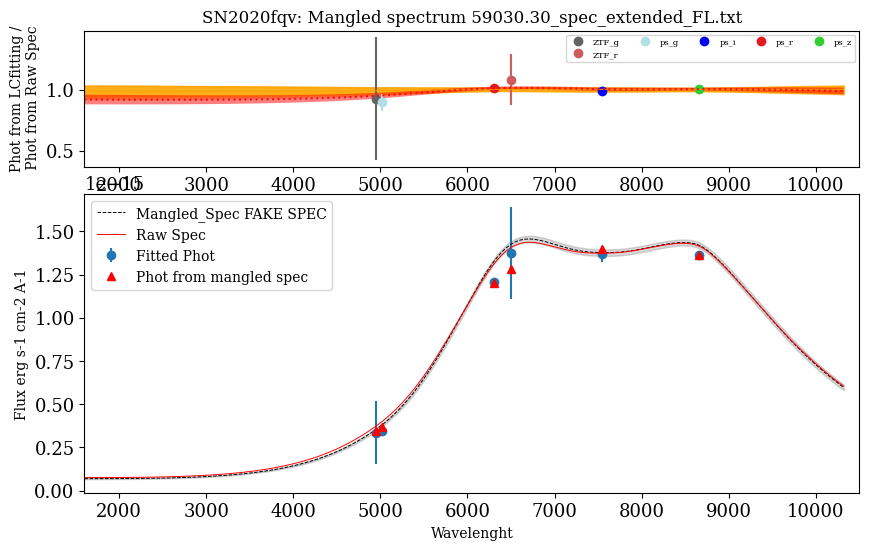 SN2020fqv: Mangled spectrum 59030.30_spec_extended_FL.txt
Phot from LCfitting /
Phot from Raw Spec
1.0
0.5
ZTF_g ps_g ps_i ps_r ps_z
ZTF_r
2000 3000 4000 5000 6000 7000 8000 9000 10000
1e+15
Mangled_Spec FAKE SPEC
Raw Spec
Fitted Phot
Phot from mangled spec
Flux erg s-1 cm-2 A-1
1.50
1.25
1.00
0.75
0.50
0.25
0.00
2000 3000 4000 5000 6000 7000 8000 9000 10000
Wavelenght